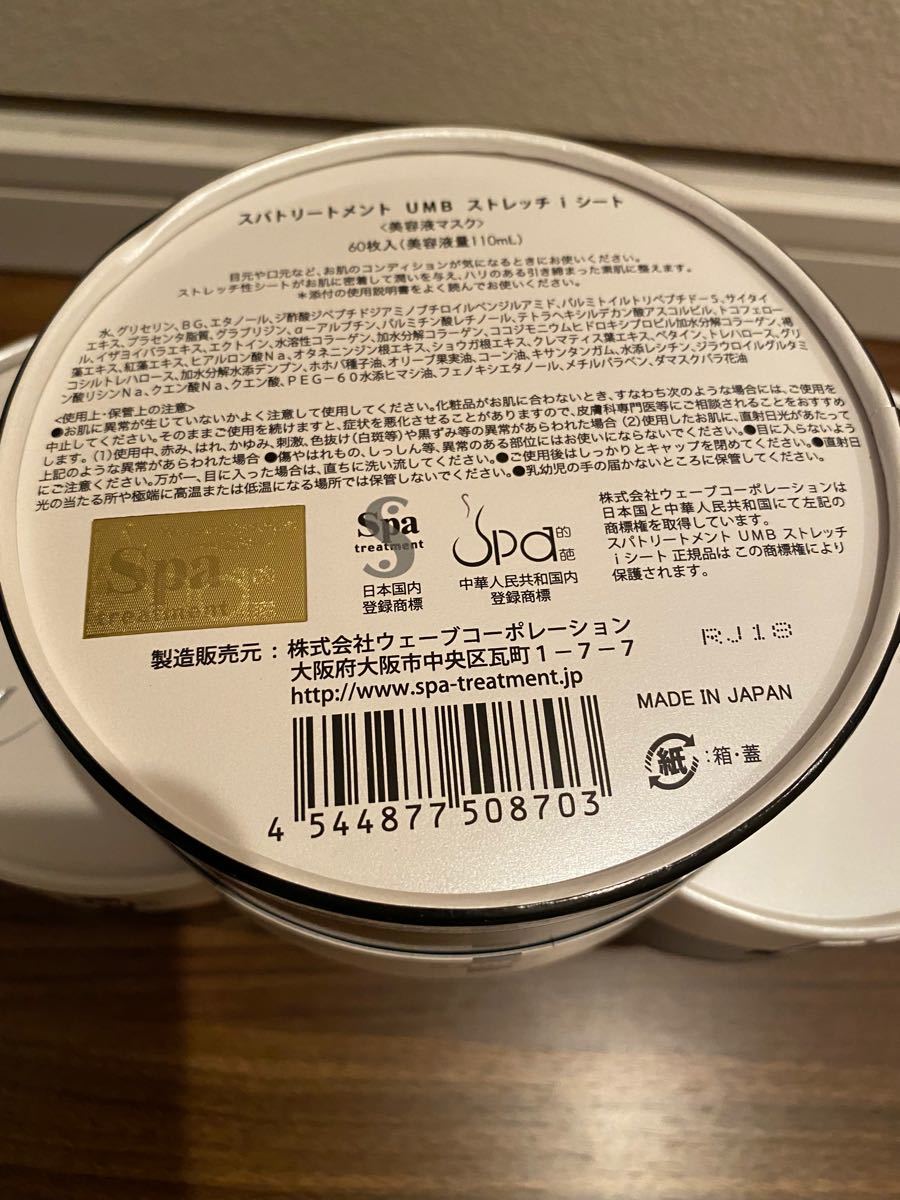 スパトリートメント UMB ストレッチ i シート
<美容液マスク>
60枚入(美容液量110mL)
目元や口元など、お肌のコンディションが気になるときにお使いください。
ストレッチ性シートがお肌に密着して潤いを与え、ハリのある引き締まった素肌に整えます。
*添付の使用説明書をよく読んでお使いください。
水、グリセリン、BG、エタノール、ジ酢酸ジペプチドジアミノブチロイルベンジルアミド、パルミトイルトリペプチド-5、サイタイ
エキス、プラセンタ脂質、グラブリジン、α-アルブチン、パルミチン酸レチノール、テトラヘキシルデカン酸アスコルビル、トコフェロー
ル、イザヨイバラエキス、エクトイン、水溶性コラーゲン、加水分解コラーゲン、ココジモニウムヒドロキシプロピル加水分解コラーゲン、褐
藻エキス、紅藻エキス、ヒアルロン酸Na、オタネニンジン根エキス、ショウガ根エキス、クレマティス葉エキス、ベタイン、トレハロース、グリ
コシルトレハロース、加水分解水添デンプン、ホホバ種子油、オリーブ果実油、コーン油、キサンタンガム、水添レシチン、ジラウロイルグルタミ
ン酸リシンNa、クエン酸Na、クエン酸、PEG-60水添ヒマシ油、フェノキシエタノール、メチルパラベン、ダマスクバラ花油
<使用上・保管上の注意>
●お肌に異常が生じていないかよく注意して使用してください。化粧品がお肌に合わないとき、すなわち次のような場合には、ご使用を
中止してください。そのままご使用を続けますと、症状を悪化させることがありますので、皮膚科専門医等にご相談されることをおすすめ
します。(1)使用中、赤み、はれ、かゆみ、刺激、色抜け(白斑等)や黒ずみ等の異常があらわれた場合 (2)使用したお肌に、直射日光があたって
上記のような異常があらわれた場合 ●傷やはれもの、しっしん等、異常のある部位にはお使いにならないでください。●目に入らないよう
にご注意ください。万が一、目に入った場合は、直ちに洗い流してください。●ご使用後はしっかりとキャップを閉めてください。●直射日
光の当たる所や極端に高温または低温になる場所では保管しないでください。●乳幼児の手の届かないところに保管してください。
Spa
treatment
S
Spa
treatment
日本国内
登録商標
Spa的葩
中華人民共和国内
登録商標
株式会社ウェーブコーポレーションは
日本国と中華人民共和国にて左記の
商標権を取得しています。
スパトリートメント UMB ストレッチ
i シート 正規品は この商標権により
保護されます。
製造販売元:株式会社ウェーブコーポレーション
大阪府大阪市中央区瓦町1-7-7
http://www.spa-treatment.jp
RJ18
MADE IN JAPAN
紙:箱・蓋
4 544877 508703